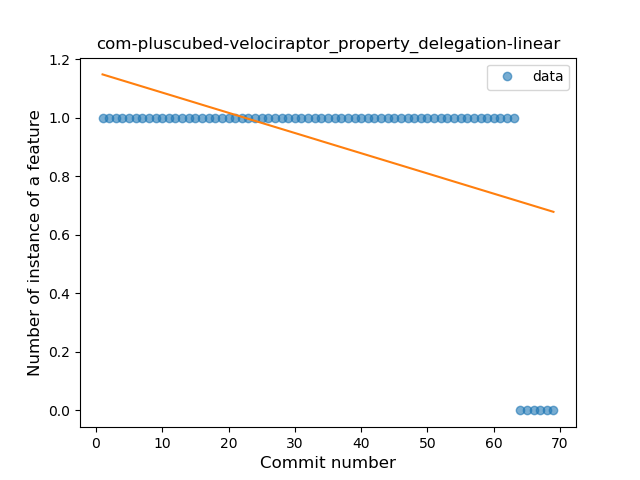 com-pluscubed-velociraptor_property_delegation-linear
data
Number of instance of a feature
1.2
1.0
0.8
0.6
0.4
0.2
0.0
0 10 20 30 40 50 60 70
Commit number